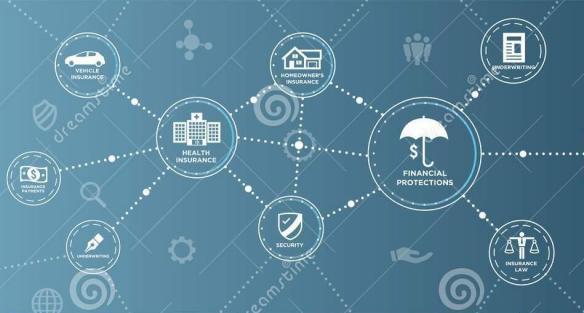 VEHICLE
INSURANCE
HOMEOWNER'S
INSURANCE
UNDERWRITING
HEALTH
INSURANCE
$
FINANCIAL
PROTECTIONS
$
INSURANCE
PAYMENTS
UNDERWRITING
SECURITY
INSURANCE
LAW
dreamstime
dreamstime
dreamstime